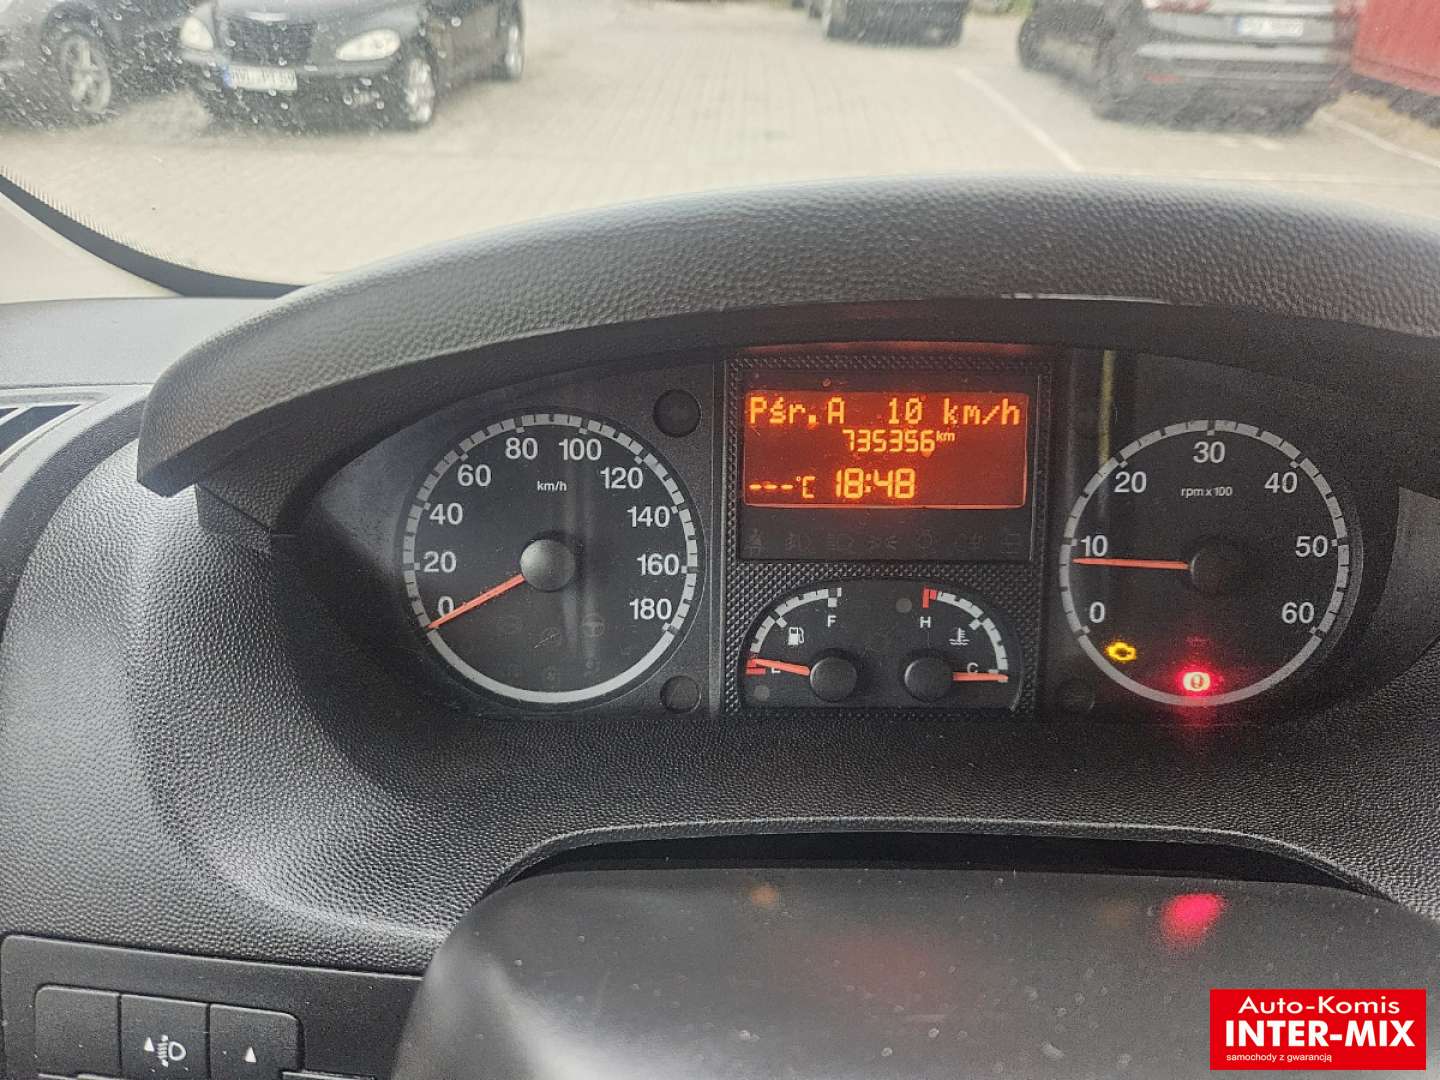 Pśr.A 10 km/h
735356km
---°C 18:48
0
20
40
60
80
100
120
140
160
180
km/h
F
E
H
C
0
10
20
30
40
50
60
rpm x 100
Auto-Komis
INTER-MIX
samochody z gwarancją